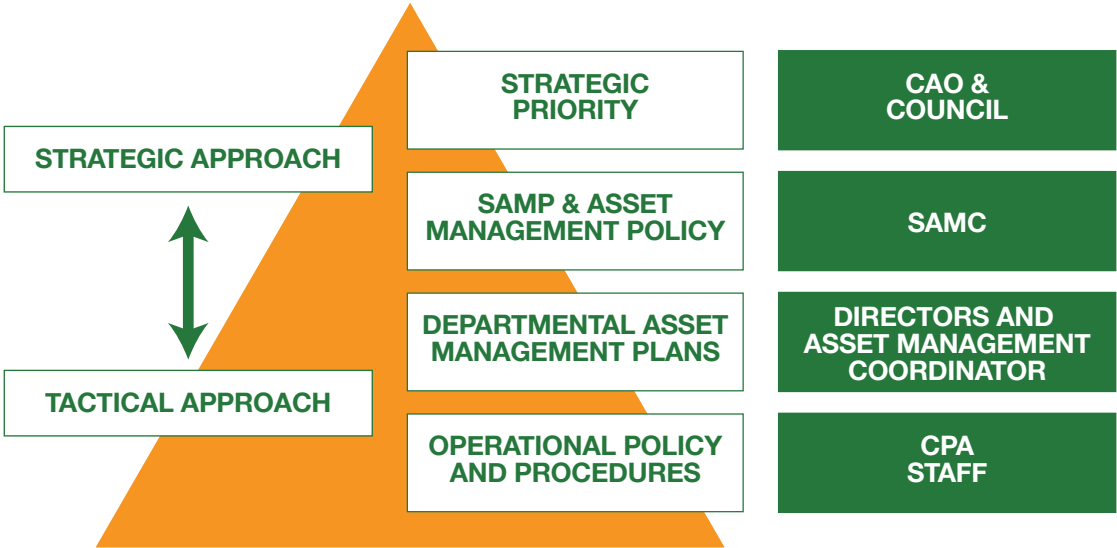 STRATEGIC APPROACH
TACTICAL APPROACH
STRATEGIC
PRIORITY
CAO &
COUNCIL
SAMP & ASSET
MANAGEMENT POLICY
SAMC
DEPARTMENTAL ASSET
MANAGEMENT PLANS
DIRECTORS AND
ASSET MANAGEMENT
COORDINATOR
OPERATIONAL POLICY
AND PROCEDURES
CPA
STAFF